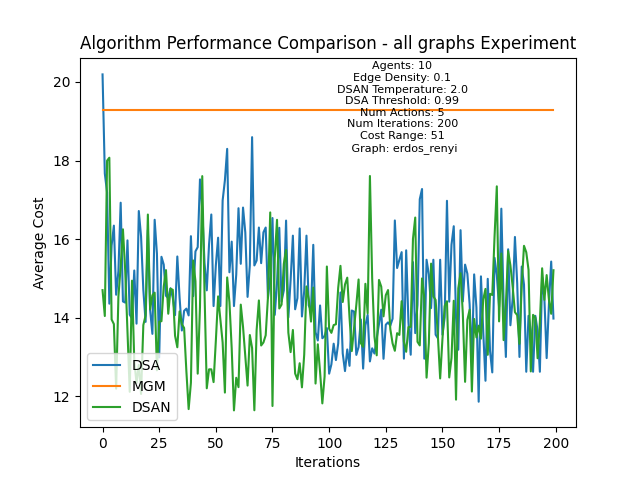 Algorithm Performance Comparison - all graphs Experiment
Agents: 10
Edge Density: 0.1
DSAN Temperature: 2.0
DSA Threshold: 0.99
Num Actions: 5
Num Iterations: 200
Cost Range: 51
Graph: erdos_renyi
Average Cost
20
18
16
14
12
DSA
MGM
DSAN
0
25
50
75
100
125
150
175
200
Iterations